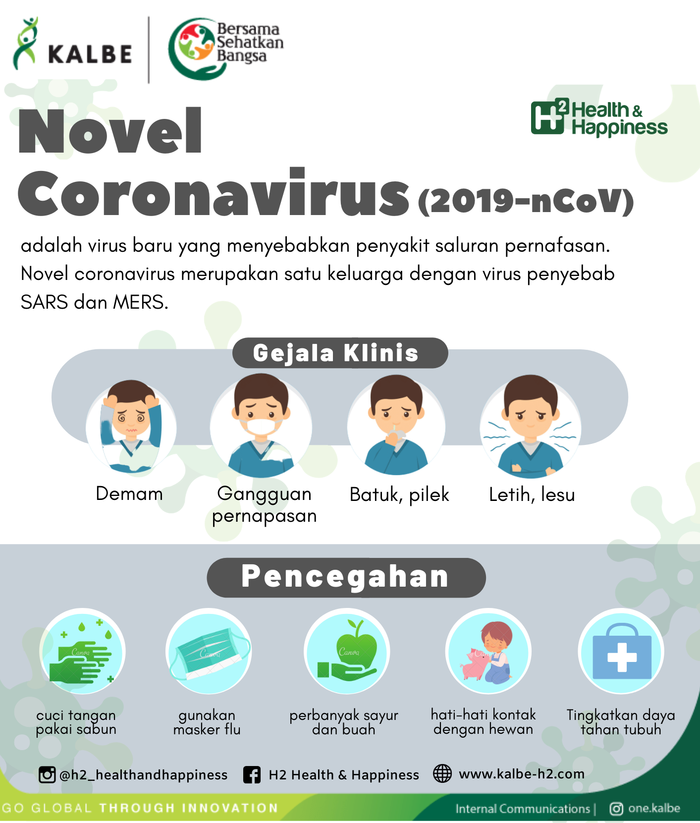 KALBE
Bersama
Sehatkan
Bangsa
H2 Health &
Happiness
Novel
Coronavirus (2019-nCoV)
adalah virus baru yang menyebabkan penyakit saluran pernafasan.
Novel coronavirus merupakan satu keluarga dengan virus penyebab
SARS dan MERS.
Gejala Klinis
Demam
Gangguan
pernapasan
Batuk, pilek
Letih, lesu
Pencegahan
Canva
Canva
Canva
cuci tangan
pakai sabun
gunakan
masker flu
perbanyak sayur
dan buah
hati-hati kontak
dengan hewan
Tingkatkan daya
tahan tubuh
@h2_healthandhappiness
H2 Health & Happiness
www.kalbe-h2.com
GO GLOBAL THROUGH INNOVATION
Internal Communications |
one.kalbe